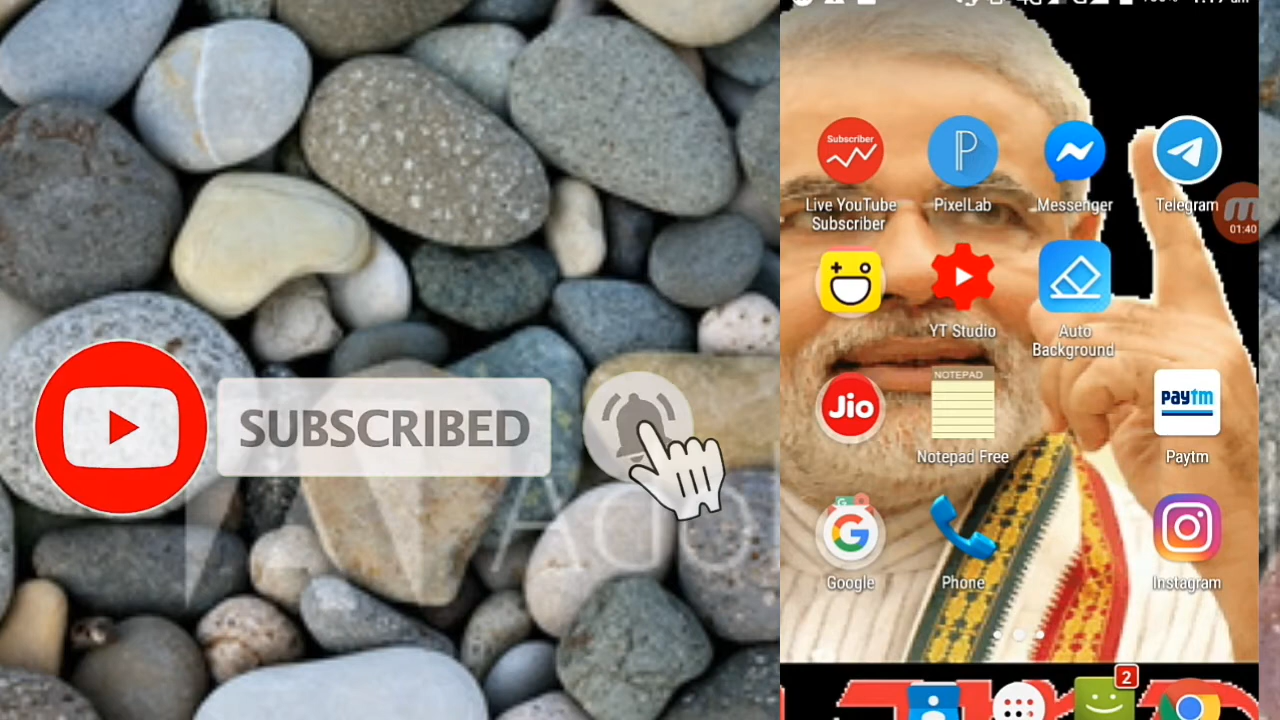 SUBSCRIBED
Subscriber
Live YouTube
Subscriber
PixelLab
Messenger
Telegram
01:40
YT Studio
Auto
Background
Jio
NOTEPAD
Notepad Free
Paytm
Paytm
Google
Phone
Instagram
2